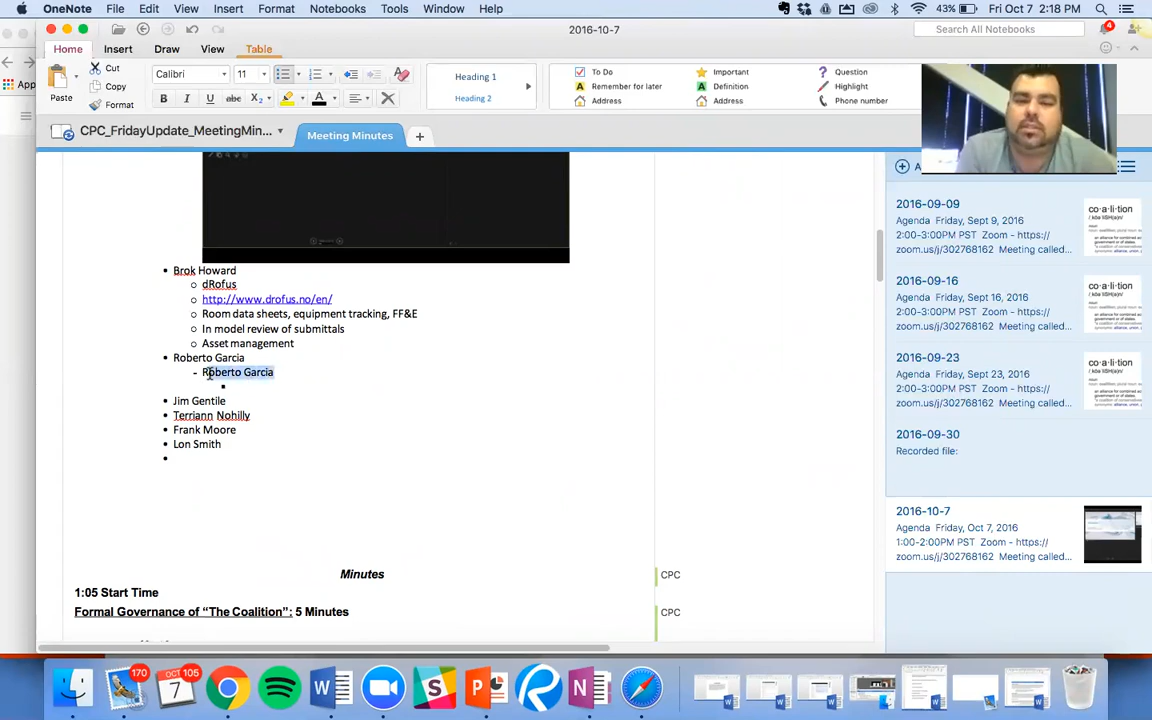 OneNote File Edit View Insert Format Notebooks Tools Window Help 43% Fri Oct 7 2:18 PM
2016-10-7 Search All Notebooks 4
Home Insert Draw View Table
Paste Cut Copy Format Calibri 11 Heading 1 Heading 2
To Do Important Question
Remember for later Definition Highlight
Address Address Phone number
CPC_FridayUpdate_MeetingMin... Meeting Minutes
• Brok Howard
○ dRofus
○ http://www.drofus.no/en/
○ Room data sheets, equipment tracking, FF&E
○ In model review of submittals
○ Asset management
• Roberto Garcia
- Roberto Garcia
• Jim Gentile
• Terriann Nohilly
• Frank Moore
• Lon Smith
Minutes CPC
1:05 Start Time
Formal Governance of “The Coalition”: 5 Minutes CPC
2016-09-09
Agenda Friday, Sept 9, 2016
2:00-3:00PM PST Zoom - https://
zoom.us/j/302768162 Meeting called...
co·a·li·tion
2016-09-16
Agenda Friday, Sept 16, 2016
2:00-3:00PM PST Zoom - https://
zoom.us/j/302768162 Meeting called...
co·a·li·tion
2016-09-23
Agenda Friday, Sept 23, 2016
2:00-3:00PM PST Zoom - https://
zoom.us/j/302768162 Meeting called...
co·a·li·tion
2016-09-30
Recorded file:
2016-10-7
Agenda Friday, Oct 7, 2016
1:00-2:00PM PST Zoom - https://
zoom.us/j/302768162 Meeting called...
170 OCT 7 105